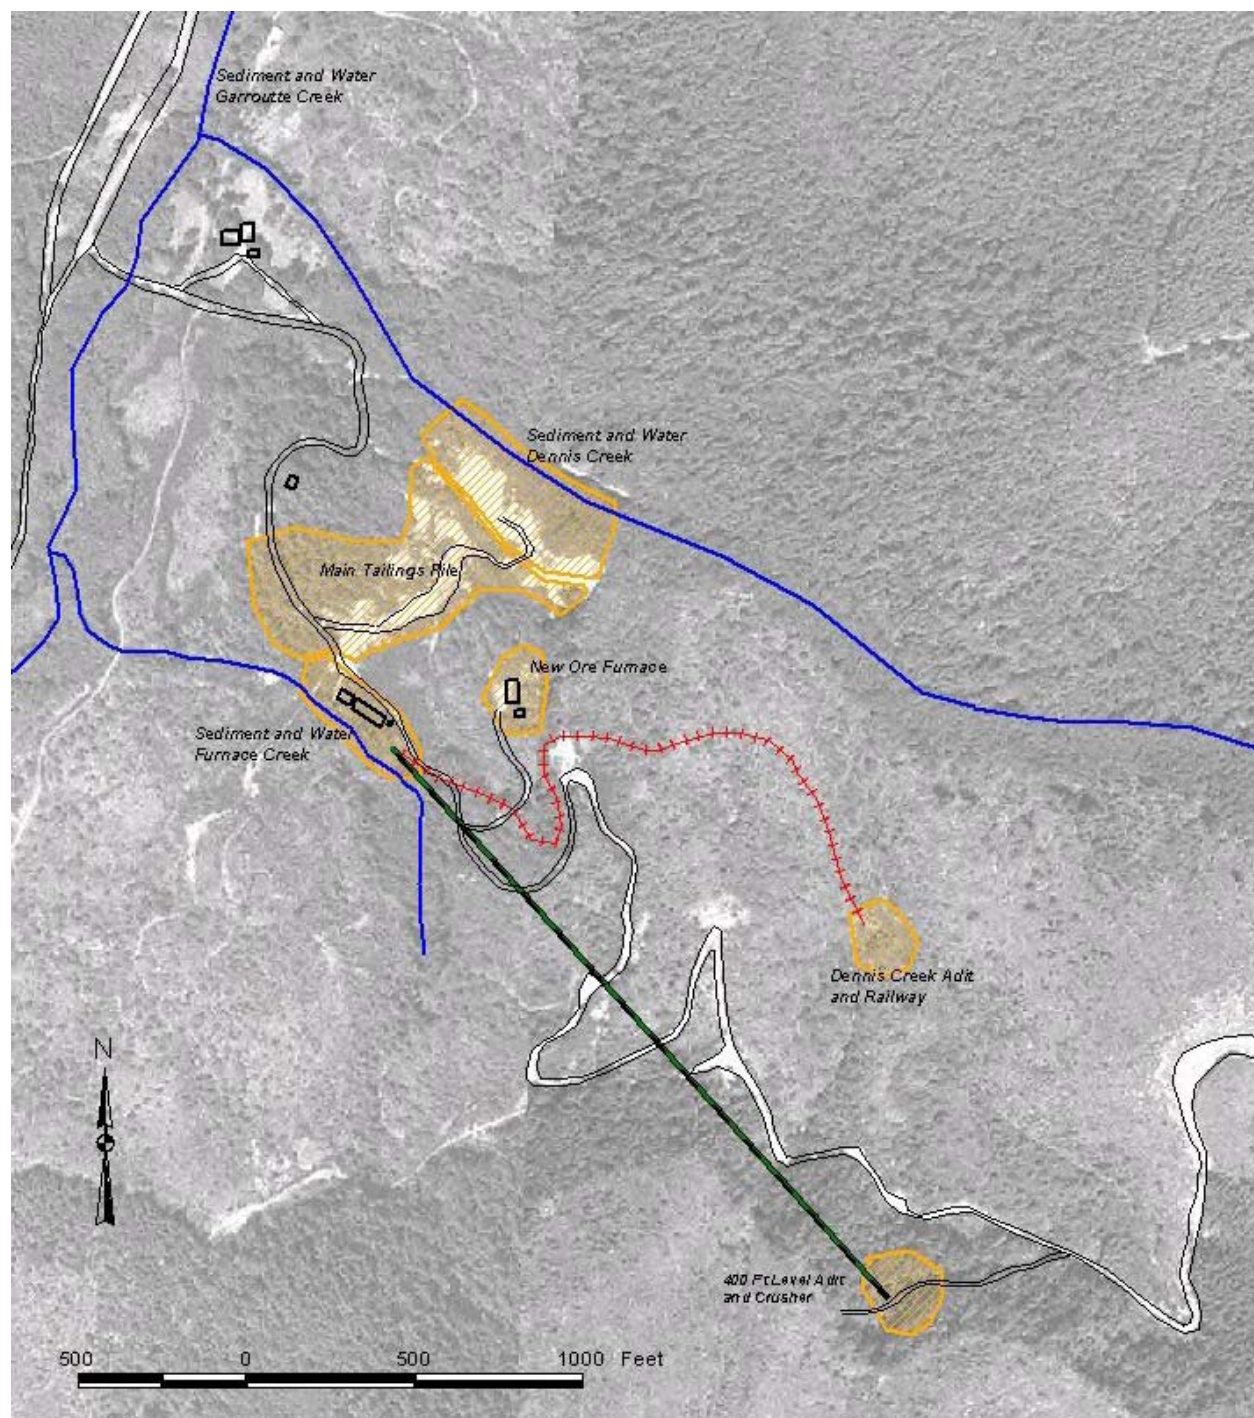 Sediment and Water
Garroutte Creek
Sediment and Water
Dennis Creek
Main Tailings Pile
New Ore Furnace
Sediment and Water
Furnace Creek
Dennis Creek Adit
and Railway
N
400 Ft Level Adit
and Crusher
500 0 500 1000 Feet